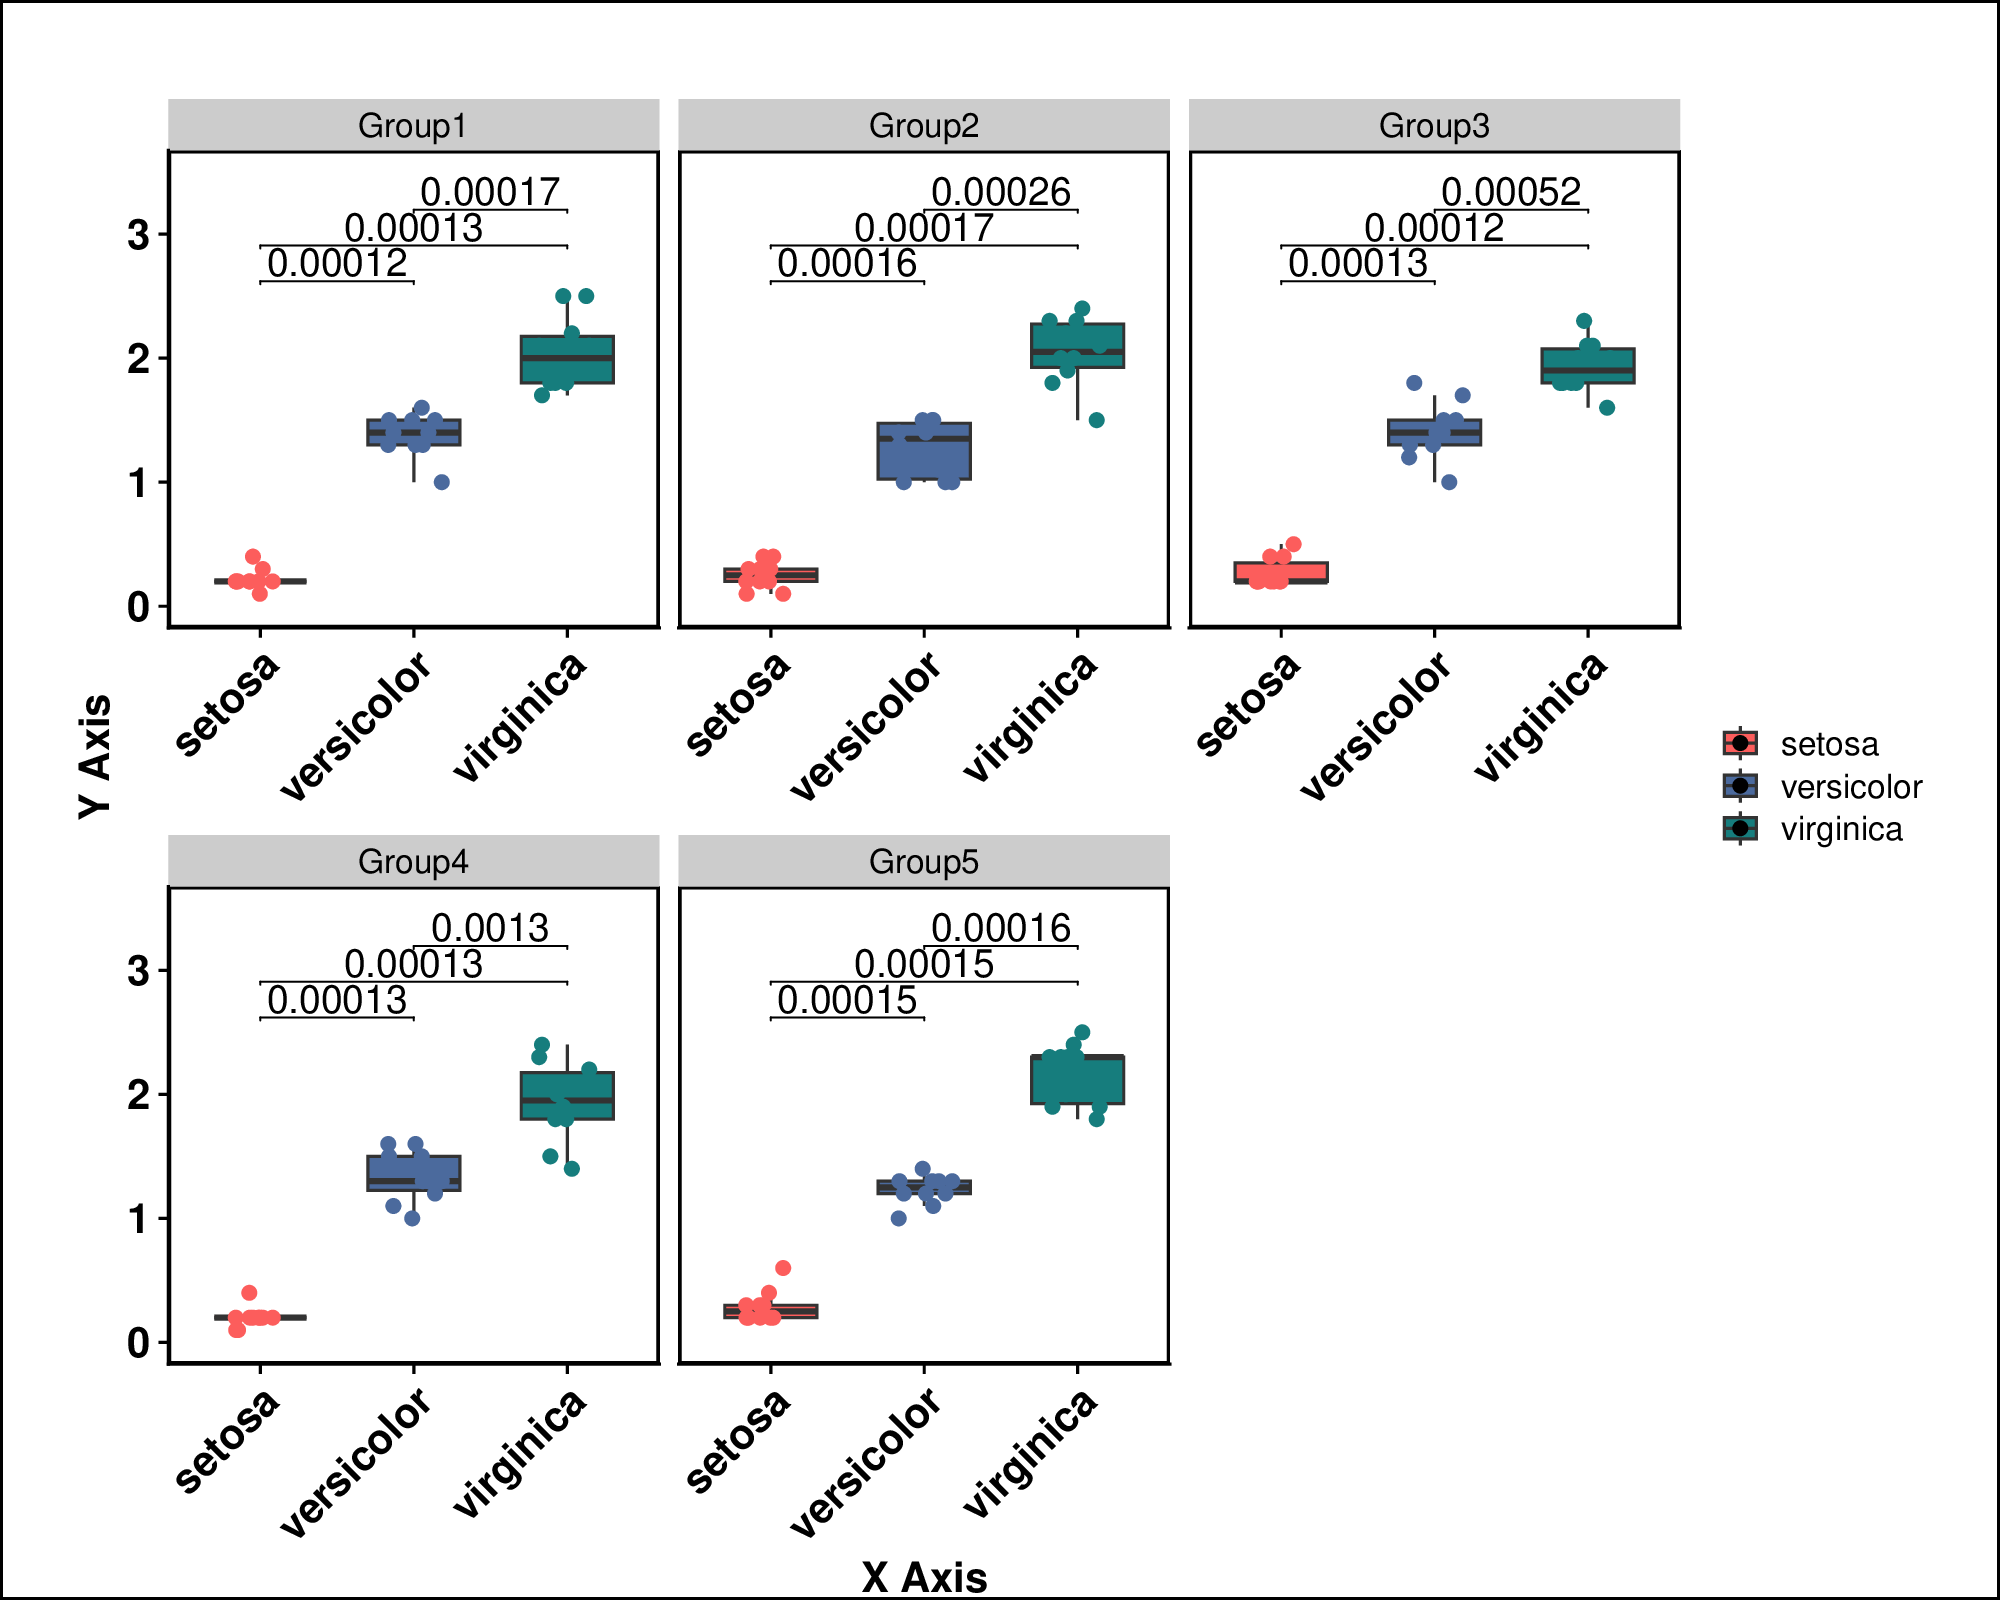 Group1
Group2
Group3
0.00017
0.00013
0.00012
0.00026
0.00017
0.00016
0.00052
0.00012
0.00013
3
2
1
0
setosa
versicolor
virginica
setosa
versicolor
virginica
setosa
versicolor
virginica
Y Axis
setosa
versicolor
virginica
Group4
Group5
0.0013
0.00013
0.00013
0.00016
0.00015
0.00015
3
2
1
0
setosa
versicolor
virginica
setosa
versicolor
virginica
X Axis